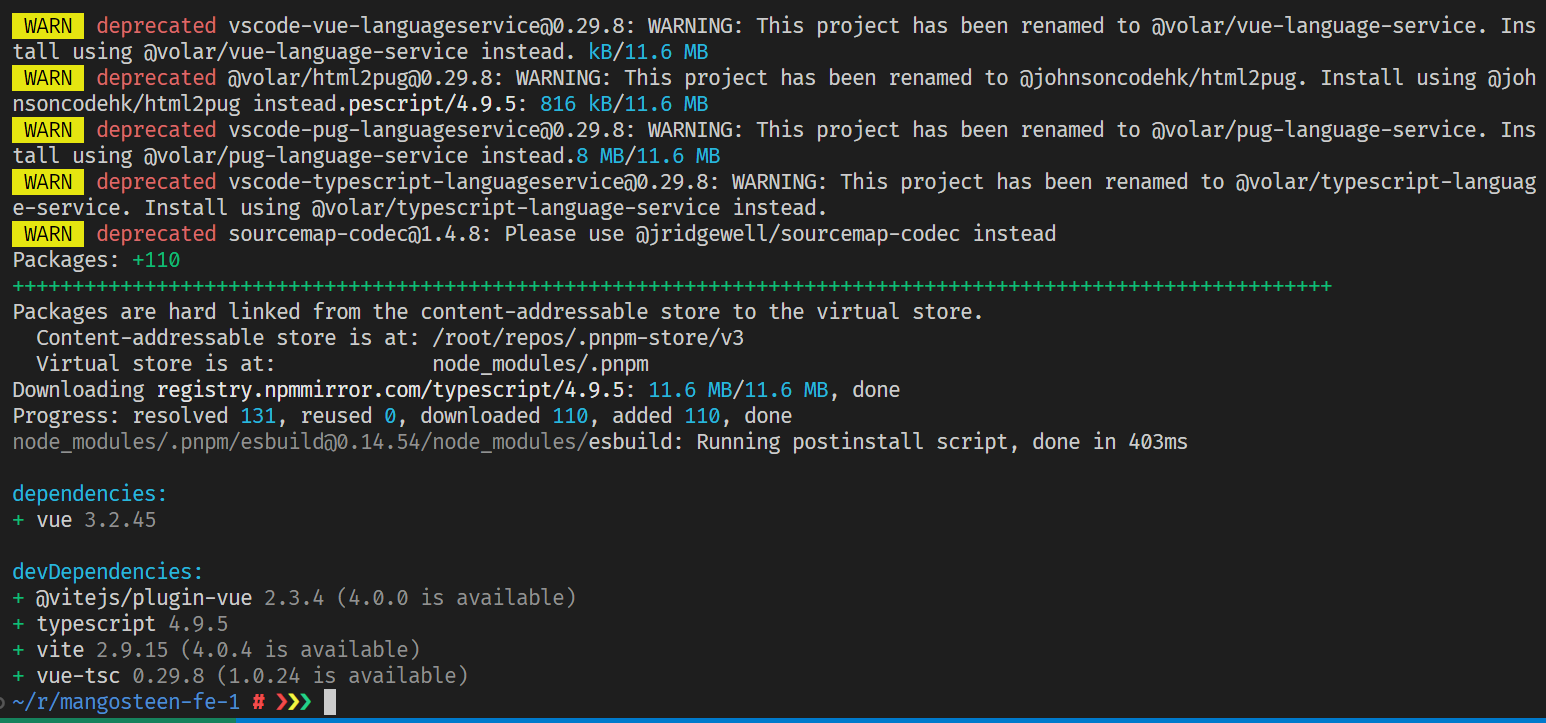 WARN deprecated vscode-vue-languageservice@0.29.8: WARNING: This project has been renamed to @volar/vue-language-service. Ins
tall using @volar/vue-language-service instead. kB/11.6 MB
WARN deprecated @volar/html2pug@0.29.8: WARNING: This project has been renamed to @johnsoncodehk/html2pug. Install using @joh
nsoncodehk/html2pug instead.pescript/4.9.5: 816 kB/11.6 MB
WARN deprecated vscode-pug-languageservice@0.29.8: WARNING: This project has been renamed to @volar/pug-language-service. Ins
tall using @volar/pug-language-service instead.8 MB/11.6 MB
WARN deprecated vscode-typescript-languageservice@0.29.8: WARNING: This project has been renamed to @volar/typescript-languag
e-service. Install using @volar/typescript-language-service instead.
WARN deprecated sourcemap-codec@1.4.8: Please use @jridgewell/sourcemap-codec instead
Packages: +110
++++++++++++++++++++++++++++++++++++++++++++++++++++++++++++++++++++++++++++++++++++++++++++++++++++++++++++++
Packages are hard linked from the content-addressable store to the virtual store.
  Content-addressable store is at: /root/repos/.pnpm-store/v3
  Virtual store is at:             node_modules/.pnpm
Downloading registry.npmmirror.com/typescript/4.9.5: 11.6 MB/11.6 MB, done
Progress: resolved 131, reused 0, downloaded 110, added 110, done
node_modules/.pnpm/esbuild@0.14.54/node_modules/esbuild: Running postinstall script, done in 403ms

dependencies:
+ vue 3.2.45

devDependencies:
+ @vitejs/plugin-vue 2.3.4 (4.0.0 is available)
+ typescript 4.9.5
+ vite 2.9.15 (4.0.4 is available)
+ vue-tsc 0.29.8 (1.0.24 is available)
~/r/mangosteen-fe-1 # ❯❯❯